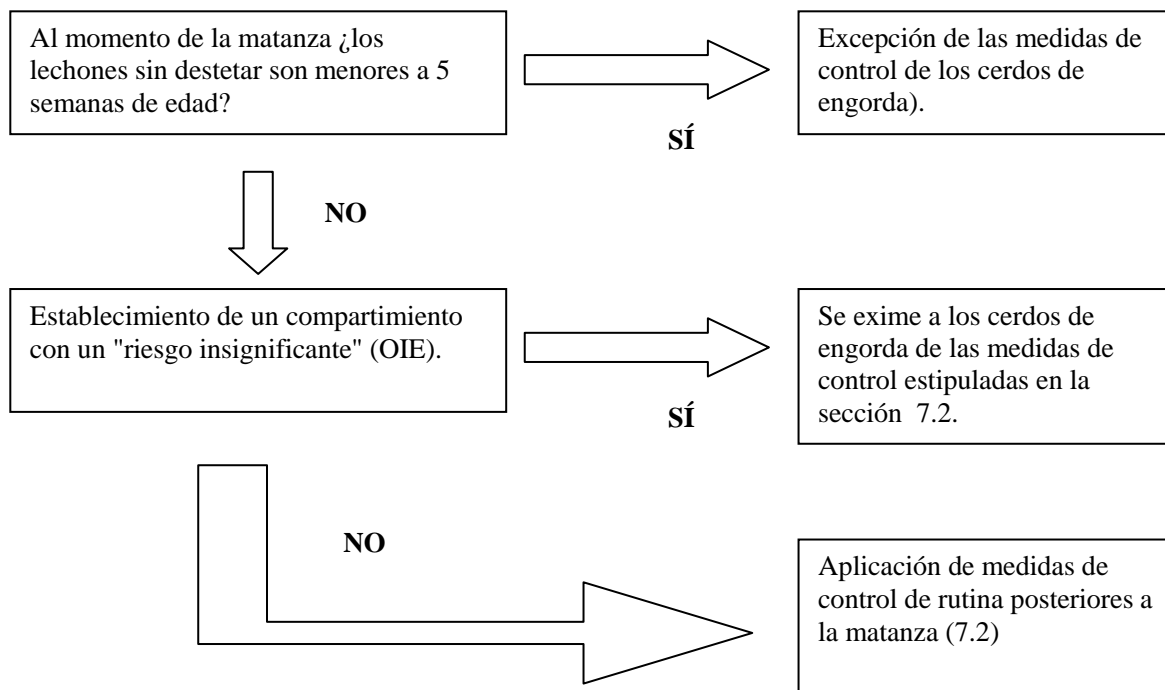 Al momento de la matanza ¿los
lechones sin destetar son menores a 5
semanas de edad?
SÍ
Excepción de las medidas de
control de los cerdos de
engorda).
NO
Establecimiento de un compartimiento
con un "riesgo insignificante" (OIE).
SÍ
Se exime a los cerdos de
engorda de las medidas de
control estipuladas en la
sección 7.2.
NO
Aplicación de medidas de
control de rutina posteriores a
la matanza (7.2)